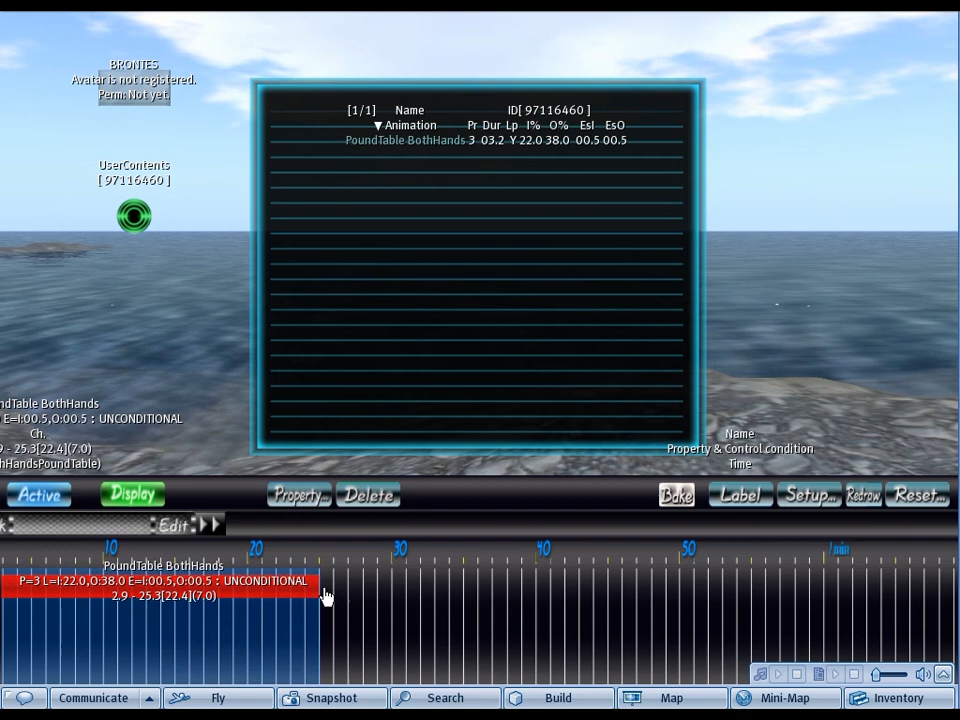 BRONTES
Avatar is not registered.
Perm: Not yet.
UserContents
[ 97116460 ]
[1/1] Name ID[ 97116460 ]
▼ Animation Pr Dur Lp I% O% EsI EsO
PoundTable BothHands 3 03.2 Y 22.0 38.0 00.5 00.5
ndTable BothHands
E=I:00.5,O:00.5 : UNCONDITIONAL
Ch.
9 - 25.3[22.4](7.0)
hHandsPoundTable)
Name
Property & Control condition
Time
Active Display Property... Delete Bake Label Setup... Redraw Reset...
k: Edit:
10 20 30 40 50 1min
PoundTable BothHands
P=3 L=I:22.0,O:38.0 E=I:00.5,O:00.5 : UNCONDITIONAL
2.9 - 25.3[22.4](7.0)
Communicate Fly Snapshot Search Build Map Mini-Map Inventory